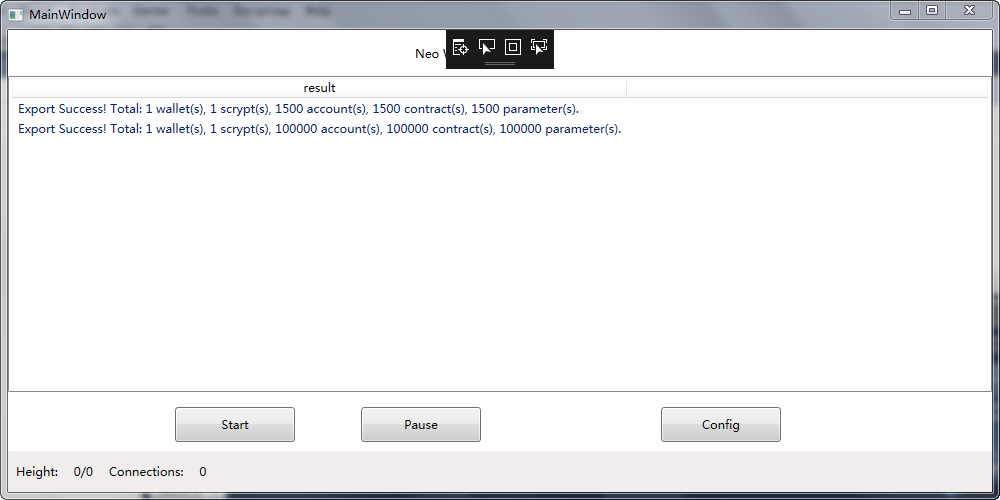 MainWindow
Neo
result
Export Success! Total: 1 wallet(s), 1 scrypt(s), 1500 account(s), 1500 contract(s), 1500 parameter(s).
Export Success! Total: 1 wallet(s), 1 scrypt(s), 100000 account(s), 100000 contract(s), 100000 parameter(s).
Start Pause Config
Height: 0/0 Connections: 0